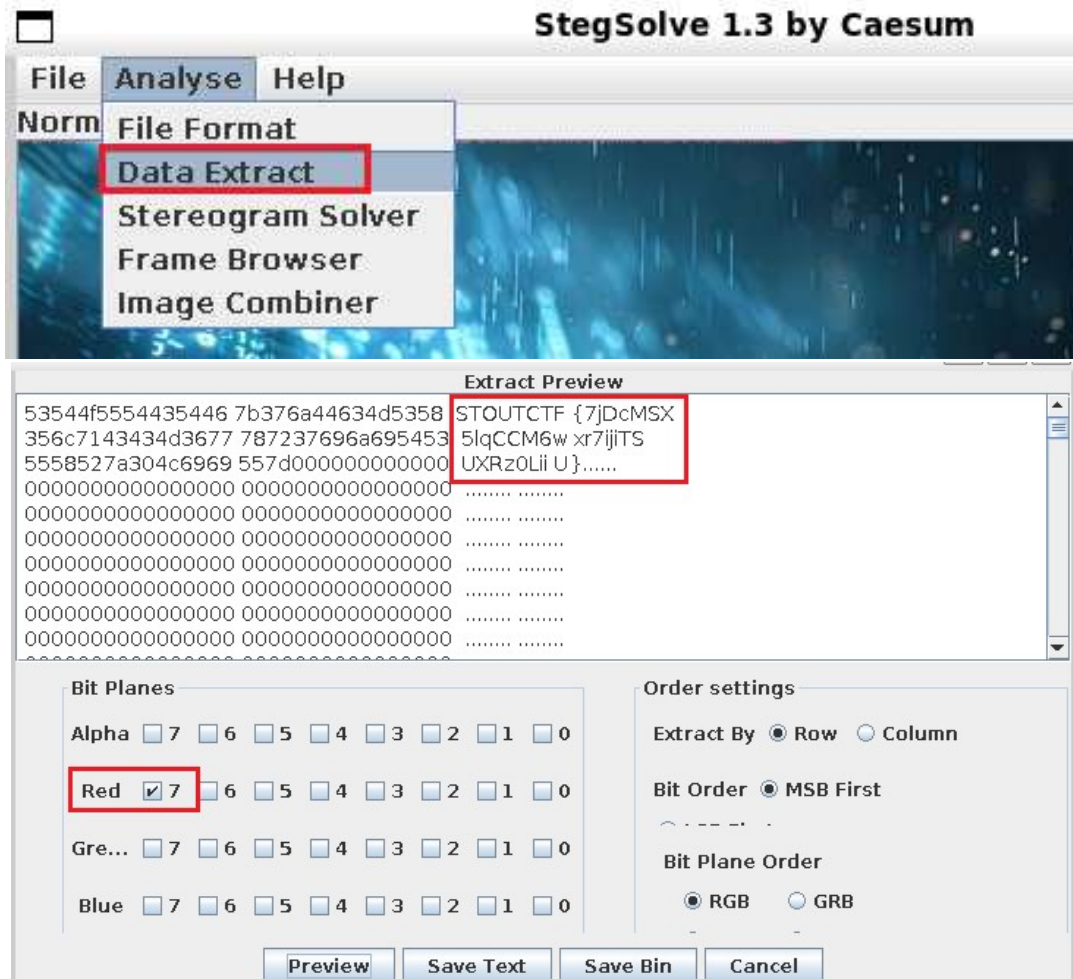 StegSolve 1.3 by Caesum
File Analyse Help
Norm
File Format
Data Extract
Stereogram Solver
Frame Browser
Image Combiner
Extract Preview
53544f5554435446 7b376a44634d5358 STOUTCTF {7jDcMSX
356c7143434d3677 787237696a695453 5lqCCM6w xr7ijiTS
5558527a304c6969 557d000000000000 UXRz0Lii U}......
0000000000000000 0000000000000000 ........ ........
0000000000000000 0000000000000000 ........ ........
0000000000000000 0000000000000000 ........ ........
0000000000000000 0000000000000000 ........ ........
0000000000000000 0000000000000000 ........ ........
0000000000000000 0000000000000000 ........ ........
0000000000000000 0000000000000000 ........ ........
Bit Planes
Order settings
Alpha 7 6 5 4 3 2 1 0
Extract By Row Column
Red 7 6 5 4 3 2 1 0
Bit Order MSB First
Gre... 7 6 5 4 3 2 1 0
Bit Plane Order
Blue 7 6 5 4 3 2 1 0
RGB GRB
Preview Save Text Save Bin Cancel